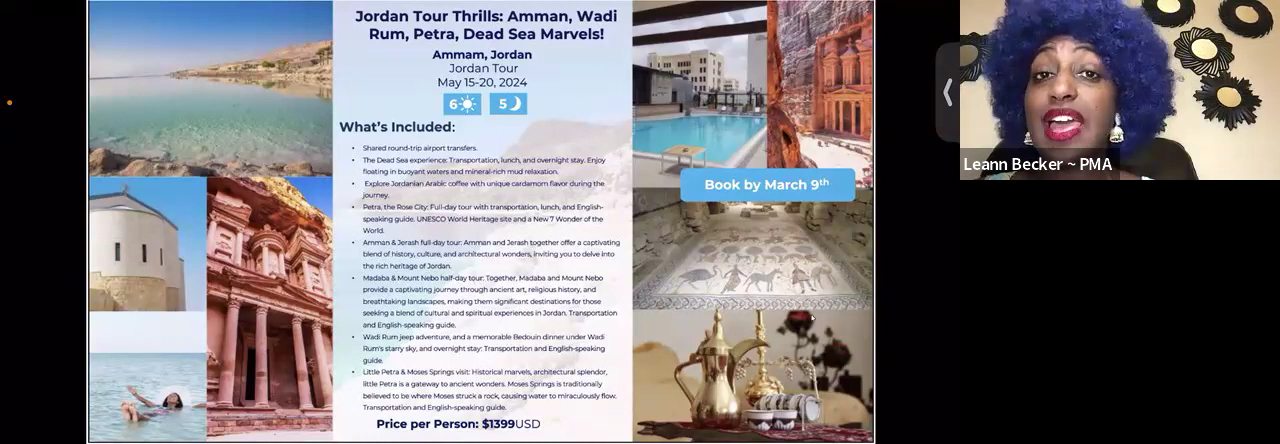 Jordan Tour Thrills: Amman, Wadi
Rum, Petra, Dead Sea Marvels!
Ammam, Jordan
Jordan Tour
May 15-20, 2024
6 5
What's Included:
• Shared round-trip airport transfers.
• The Dead Sea experience: Transportation, lunch, and overnight stay. Enjoy
floating in buoyant waters and mineral-rich mud relaxation.
• Explore Jordanian Arabic coffee with unique cardamom flavor during the
journey.
• Petra, the Rose City: Full-day tour with transportation, lunch, and English-
speaking guide. UNESCO World Heritage site and a New 7 Wonder of the
World.
• Amman & Jerash full-day tour: Amman and Jerash together offer a captivating
blend of history, culture, and architectural wonders, inviting you to delve into
the rich heritage of Jordan.
• Madaba & Mount Nebo half-day tour: Together, Madaba and Mount Nebo
provide a captivating journey through ancient art, religious history, and
breathtaking landscapes, making them significant destinations for those
seeking a blend of cultural and spiritual experiences in Jordan. Transportation
and English-speaking guide.
• Wadi Rum jeep adventure, and a memorable Bedouin dinner under Wadi
Rum's starry sky, and overnight stay: Transportation and English-speaking
guide.
• Little Petra & Moses Springs visit: Historical marvels, architectural splendor,
little Petra is a gateway to ancient wonders. Moses Springs is traditionally
believed to be where Moses struck a rock, causing water to miraculously flow.
Transportation and English-speaking guide.
Price per Person: $1399USD
Book by March 9th
Leann Becker ~ PMA